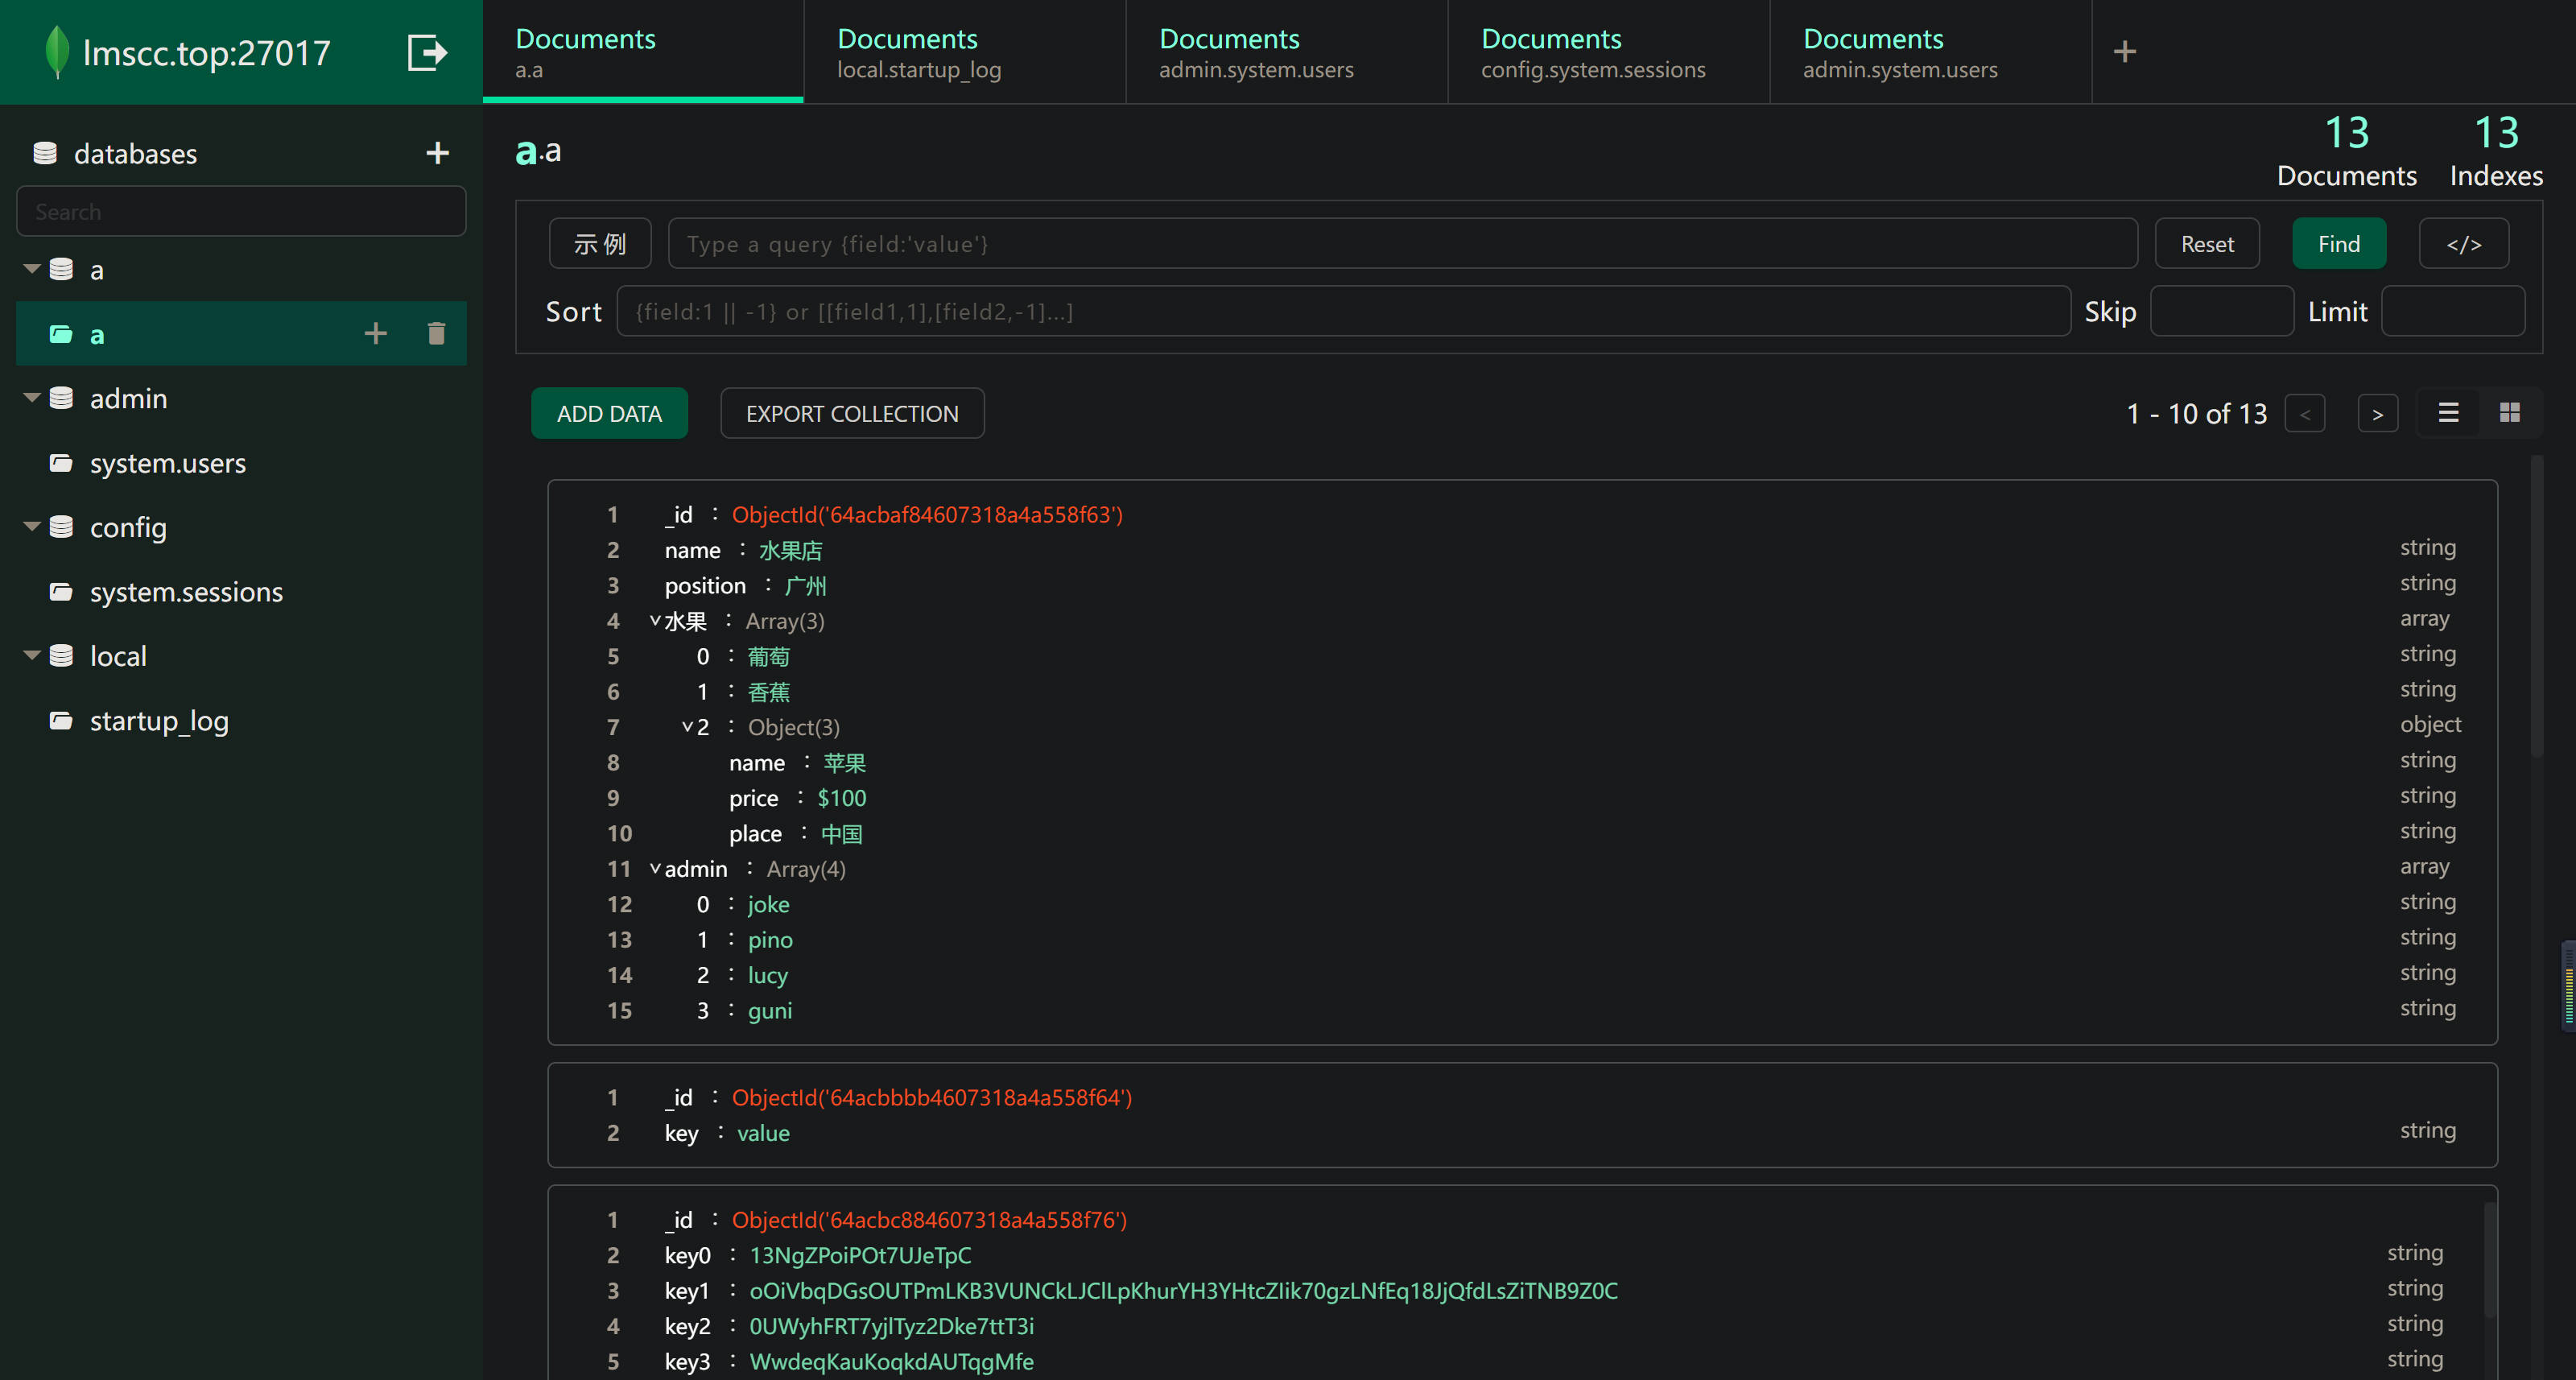 lmscc.top:27017
Documents
a.a
Documents
local.startup_log
Documents
admin.system.users
Documents
config.system.sessions
Documents
admin.system.users
+
databases
+
Search
a
a
admin
system.users
config
system.sessions
local
startup_log
a.a
13
Documents
13
Indexes
示例
Type a query {field:'value'}
Reset
Find
</>
Sort
{field:1 || -1} or [[field1,1],[field2,-1]...]
Skip
Limit
ADD DATA
EXPORT COLLECTION
1 - 10 of 13
<
>
1 _id : ObjectId('64acbaf84607318a4a558f63')
2 name : 水果店 string
3 position : 广州 string
4 水果 : Array(3) array
5 0 : 葡萄 string
6 1 : 香蕉 string
7 2 : Object(3) object
8 name : 苹果 string
9 price : $100 string
10 place : 中国 string
11 admin : Array(4) array
12 0 : joke string
13 1 : pino string
14 2 : lucy string
15 3 : guni string
1 _id : ObjectId('64acbbbb4607318a4a558f64')
2 key : value string
1 _id : ObjectId('64acbc884607318a4a558f76')
2 key0 : 13NgZPoiPOt7UJeTpC string
3 key1 : oOiVbqDGsOUTPmLKB3VUNCkLJClLpKhurYH3YHtcZIik70gzLNfEq18JjQfdLsZiTNB9Z0C string
4 key2 : 0UWyhFRT7yjlTyz2Dke7ttT3i string
5 key3 : WwdeqKauKoqkdAUTqgMfe string